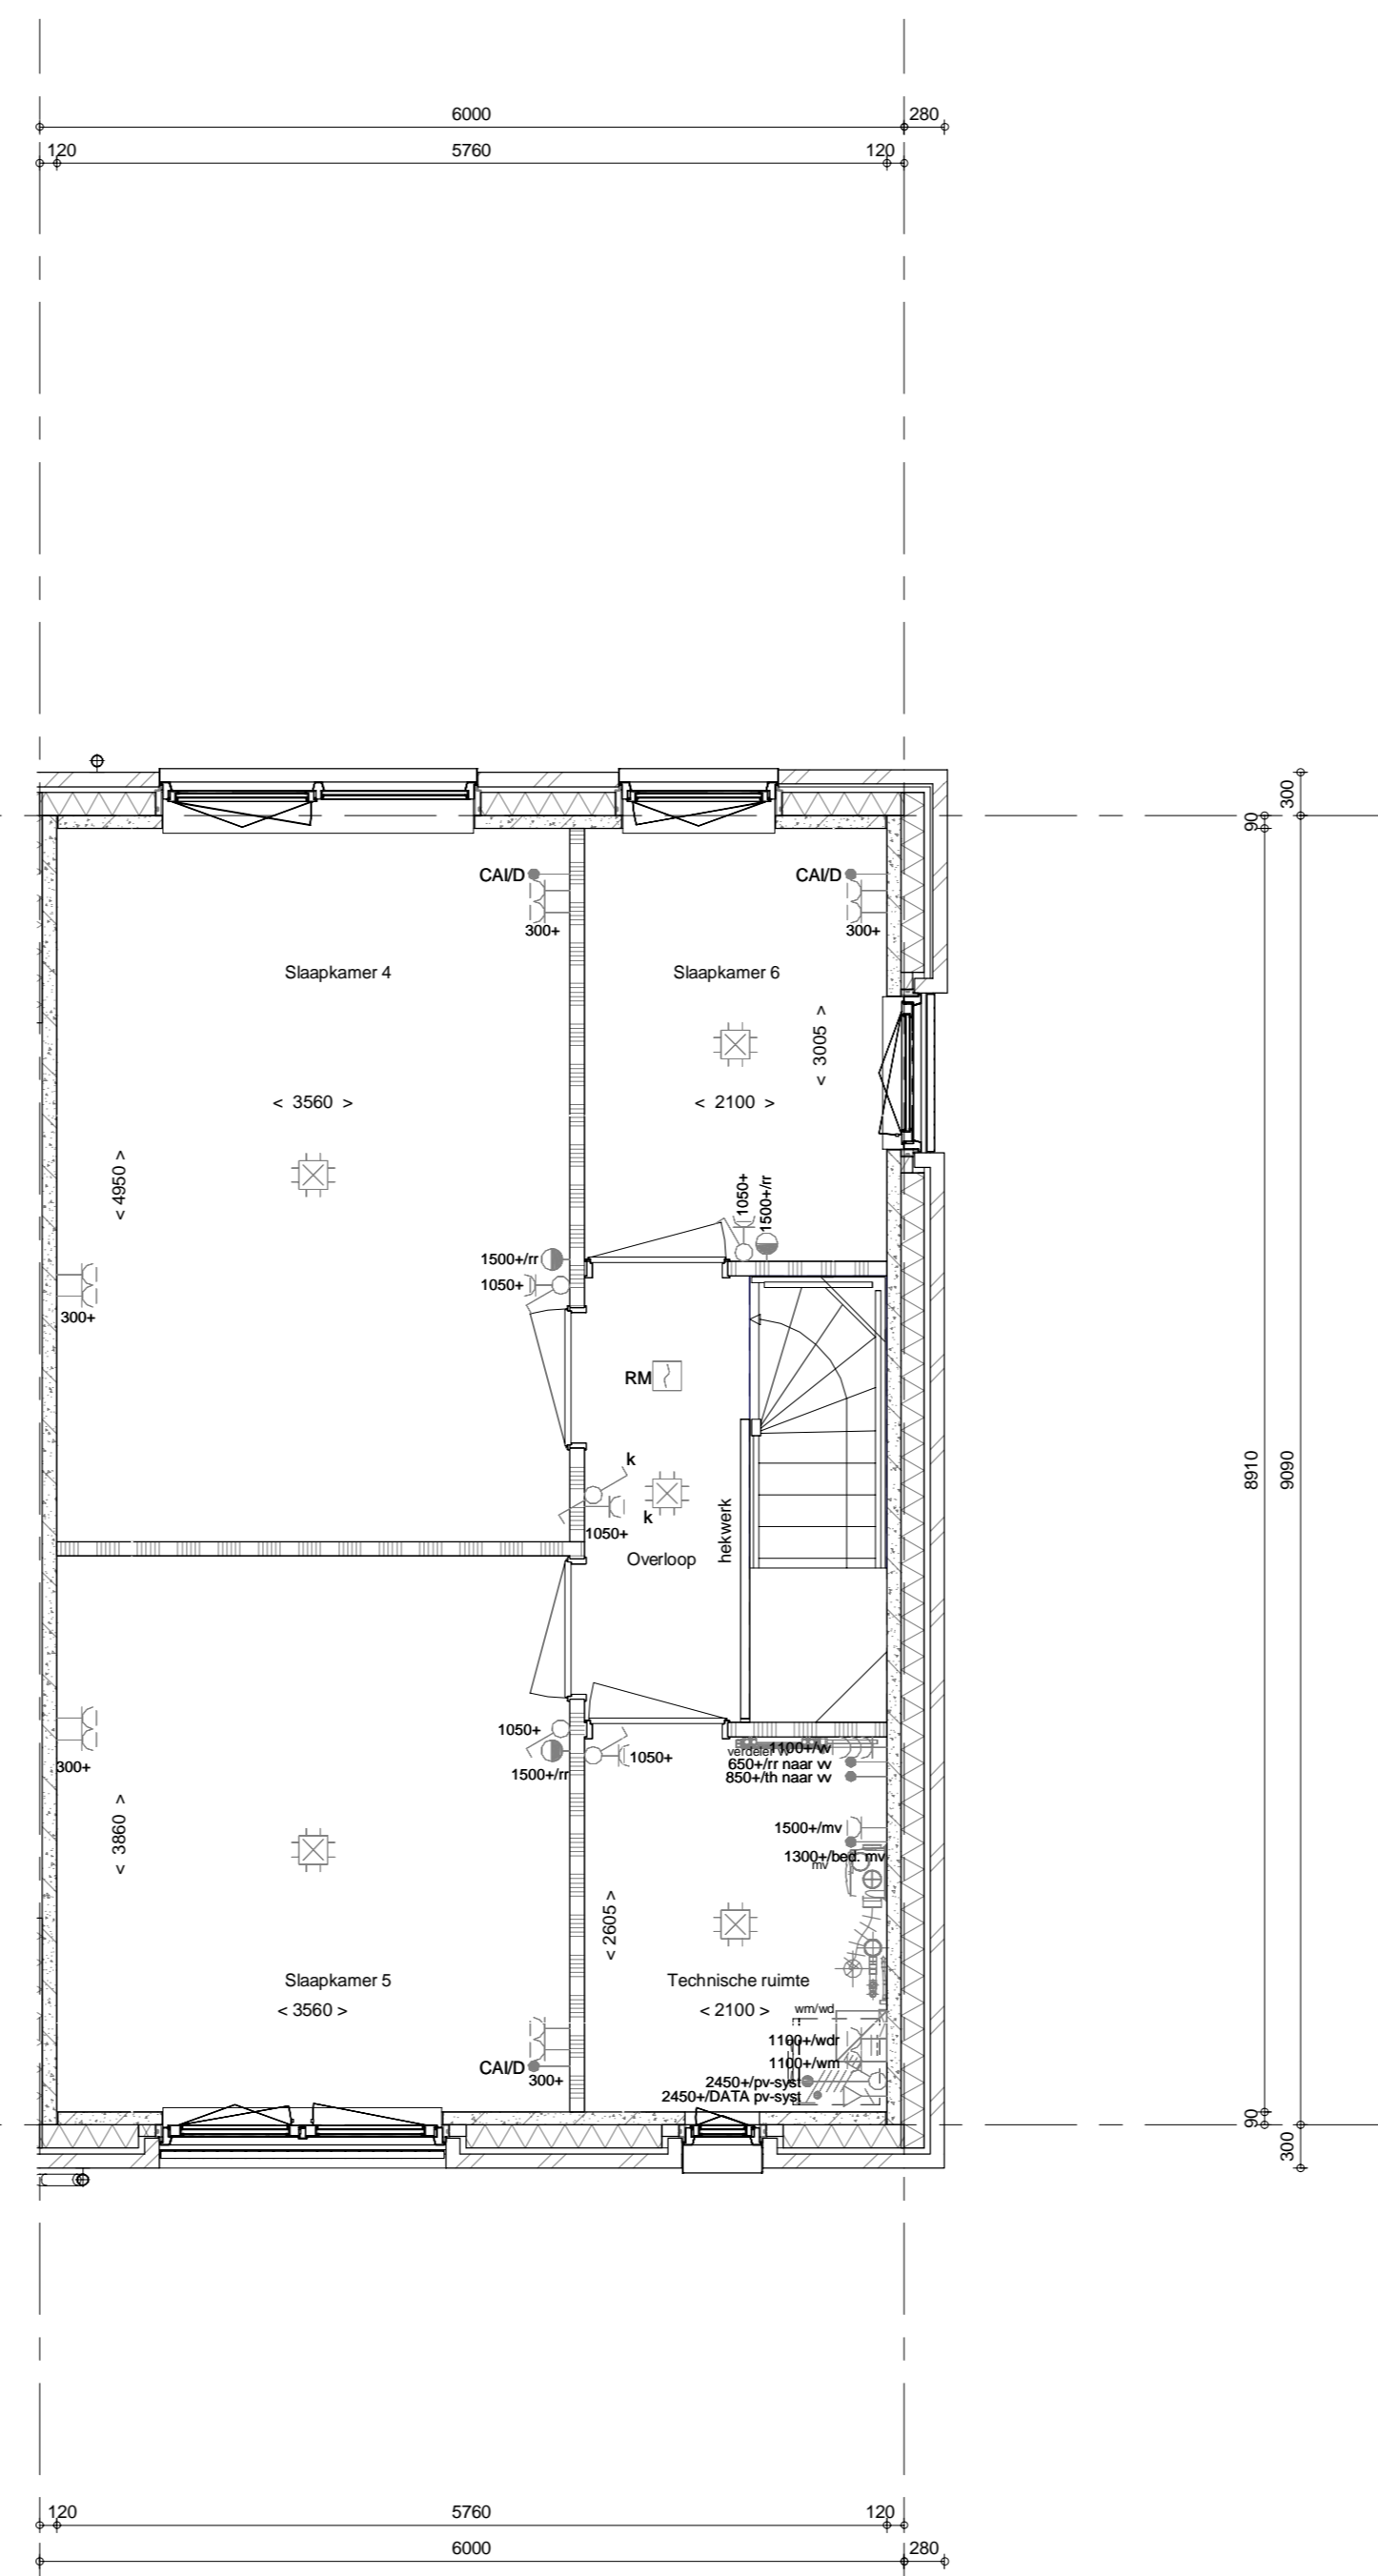 6000
280
120
5760
120
300
90
CAI/D
300+
CAI/D
300+
Slaapkamer 4
Slaapkamer 6
< 3005 >
< 3560 >
< 2100 >
< 4950 >
1050+
1500+/rr
1500+/rr
1050+
300+
RM
k
k
1050+
hekwerk
Overloop
8910
9090
1050+
1500+/rr
1050+
300+
verdeler
1100+/vv
650+/rr naar vv
850+/th naar vv
< 3860 >
1500+/mv
1300+/bed. mv
mv
< 2605 >
Slaapkamer 5
< 3560 >
Technische ruimte
< 2100 >
wm/wd
1100+/wdr
1100+/wm
CAI/D
300+
2450+/pv-syst
2450+/DATA pv-syst
90
300
120
5760
120
6000
280